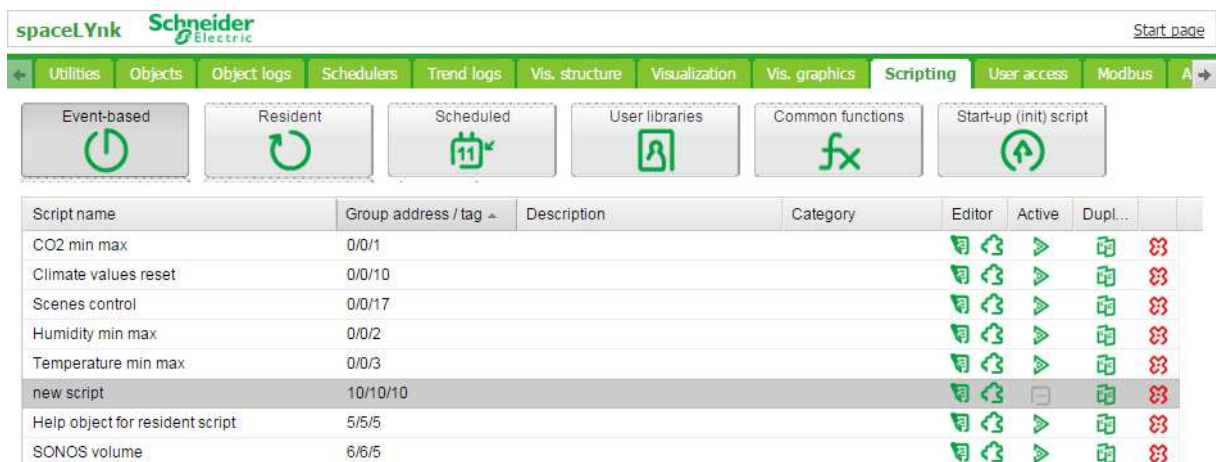 spaceLYnk Schneider Electric Start page
Utilities Objects Object logs Schedulers Trend logs Vis. structure Visualization Vis. graphics Scripting User access Modbus A
Event-based Resident Scheduled User libraries Common functions Start-up (init) script
11 fx
Script name Group address / tag Description Category Editor Active Dupl...
CO2 min max 0/0/1
Climate values reset 0/0/10
Scenes control 0/0/17
Humidity min max 0/0/2
Temperature min max 0/0/3
new script 10/10/10
Help object for resident script 5/5/5
SONOS volume 6/6/5